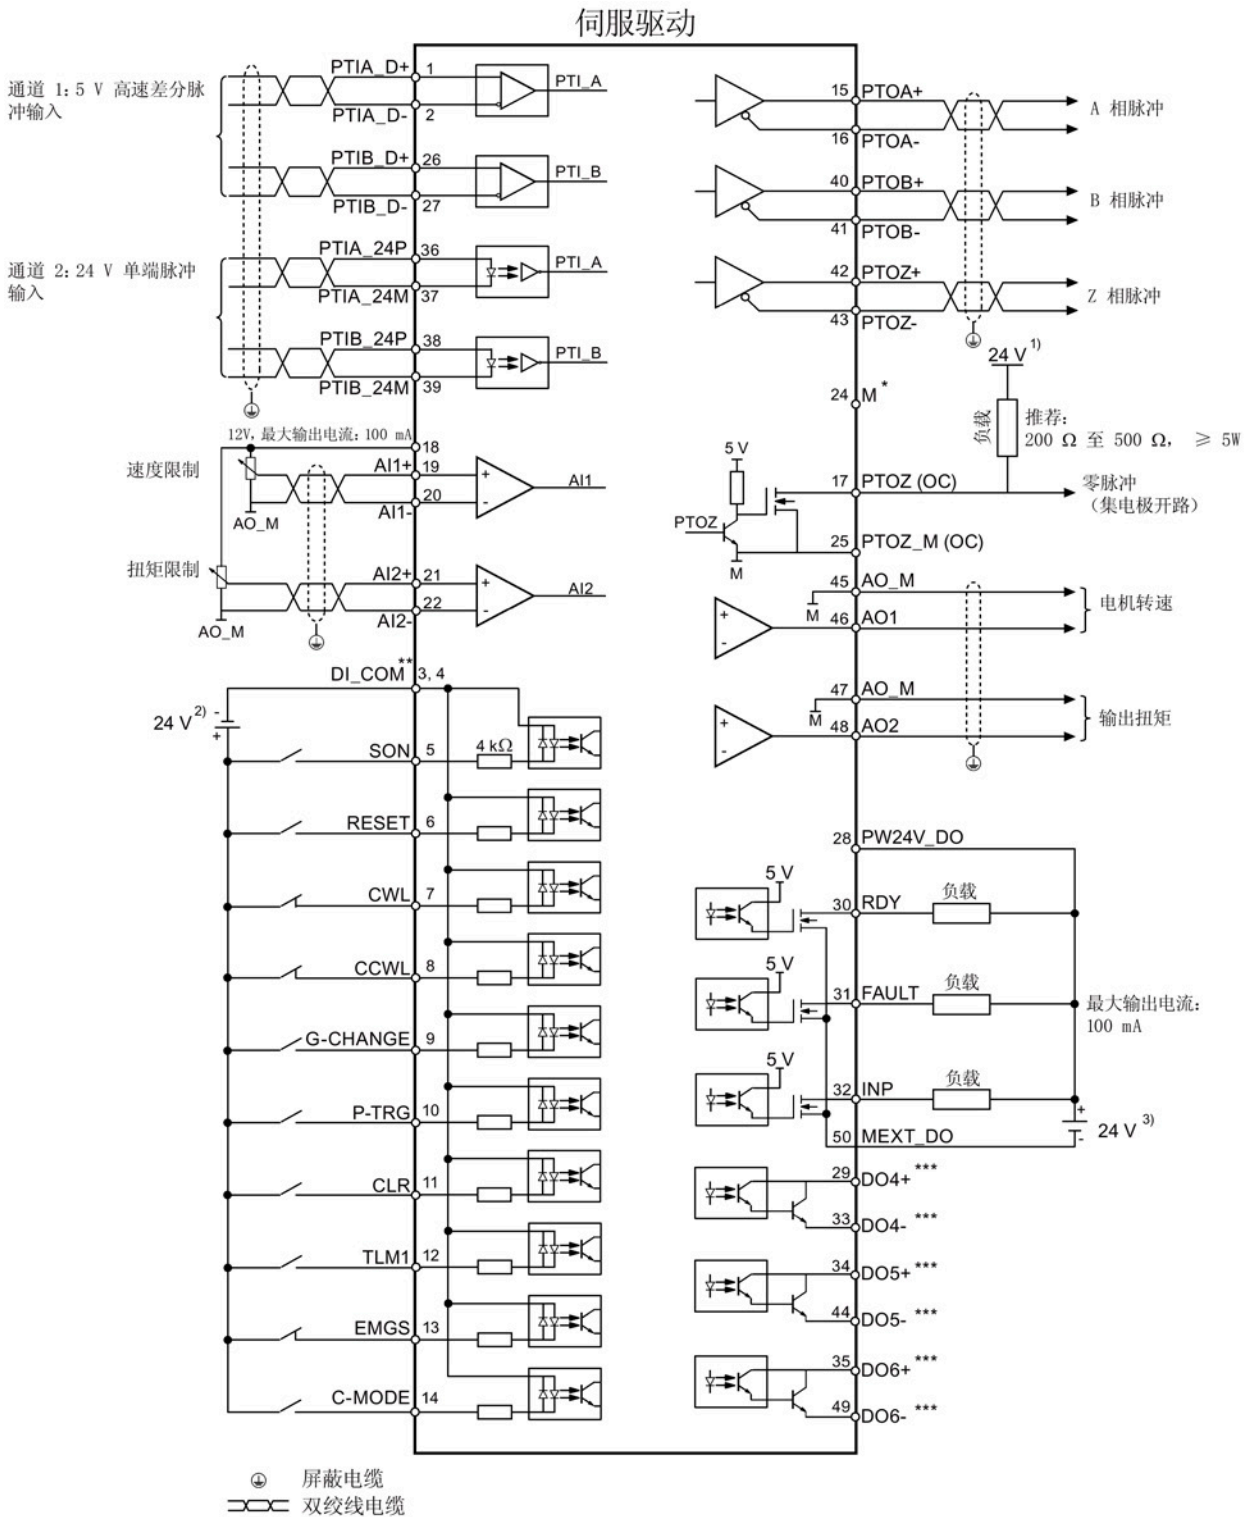 伺服驱动
通道 1:5 V 高速差分脉
冲输入
PTIA_D+ 1
PTI_A
PTIA_D- 2
PTIB_D+ 26
PTI_B
PTIB_D- 27
通道 2:24 V 单端脉冲
输入
PTIA_24P 36
PTI_A
PTIA_24M 37
PTIB_24P 38
PTI_B
PTIB_24M 39
12V, 最大输出电流: 100 mA
18
速度限制
AI1+ 19
AI1
20
AI1-
AO_M
扭矩限制
AI2+ 21
AI2
22
AI2-
AO_M
DI_COM** 3, 4
24 V 2)
-
+
SON 5
4 kΩ
RESET 6
CWL 7
CCWL 8
G-CHANGE 9
P-TRG 10
CLR 11
TLM1 12
EMGS 13
C-MODE 14
15 PTOA+
A 相脉冲
16 PTOA-
40 PTOB+
B 相脉冲
41 PTOB-
42 PTOZ+
Z 相脉冲
43 PTOZ-
24 V 1)
24 M *
负载
推荐:
200 Ω 至 500 Ω, ≥ 5W
5 V
17 PTOZ (OC)
零脉冲
(集电极开路)
PTOZ
25 PTOZ_M (OC)
M
45 AO_M
M
46 AO1
电机转速
47 AO_M
M
48 AO2
输出扭矩
28 PW24V_DO
5 V
30 RDY
负载
5 V
31 FAULT
负载
最大输出电流:
100 mA
5 V
32 INP
负载
+
24 V 3)
-
50 MEXT_DO
29 DO4+ ***
33 DO4- ***
34 DO5+ ***
44 DO5- ***
35 DO6+ ***
49 DO6- ***
屏蔽电缆
双绞线电缆